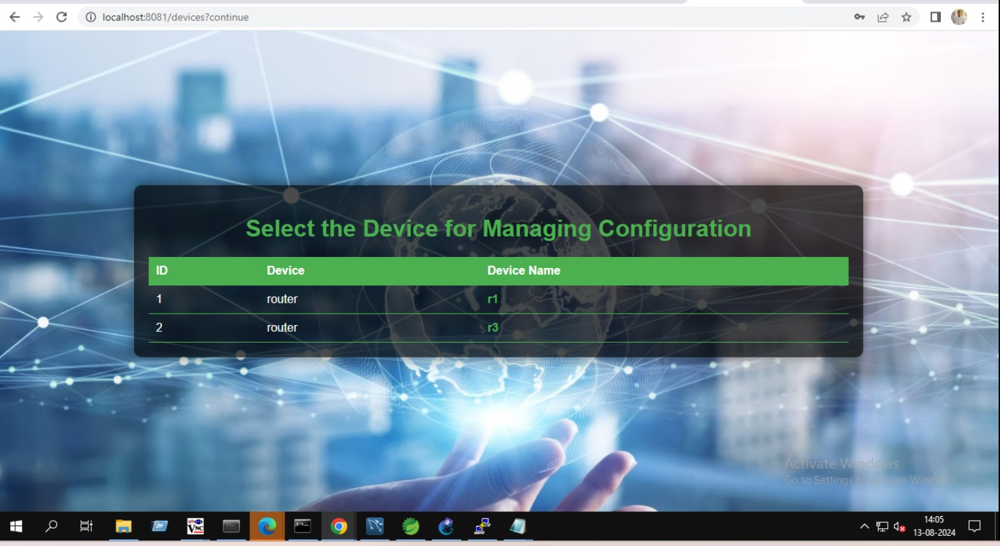 localhost:8081/devices?continue
Select the Device for Managing Configuration
ID Device Device Name
1 router r1
2 router r3
Activate Windows
Go to Settings to Activate Windows.
VNC
14:05
13-08-2024